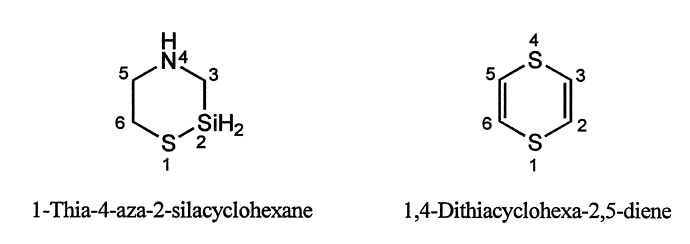 H
N4
5
3
6
SiH2
S
2
1
1-Thia-4-aza-2-silacyclohexane
4
S
5
3
6
2
S
1
1,4-Dithiacyclohexa-2,5-diene